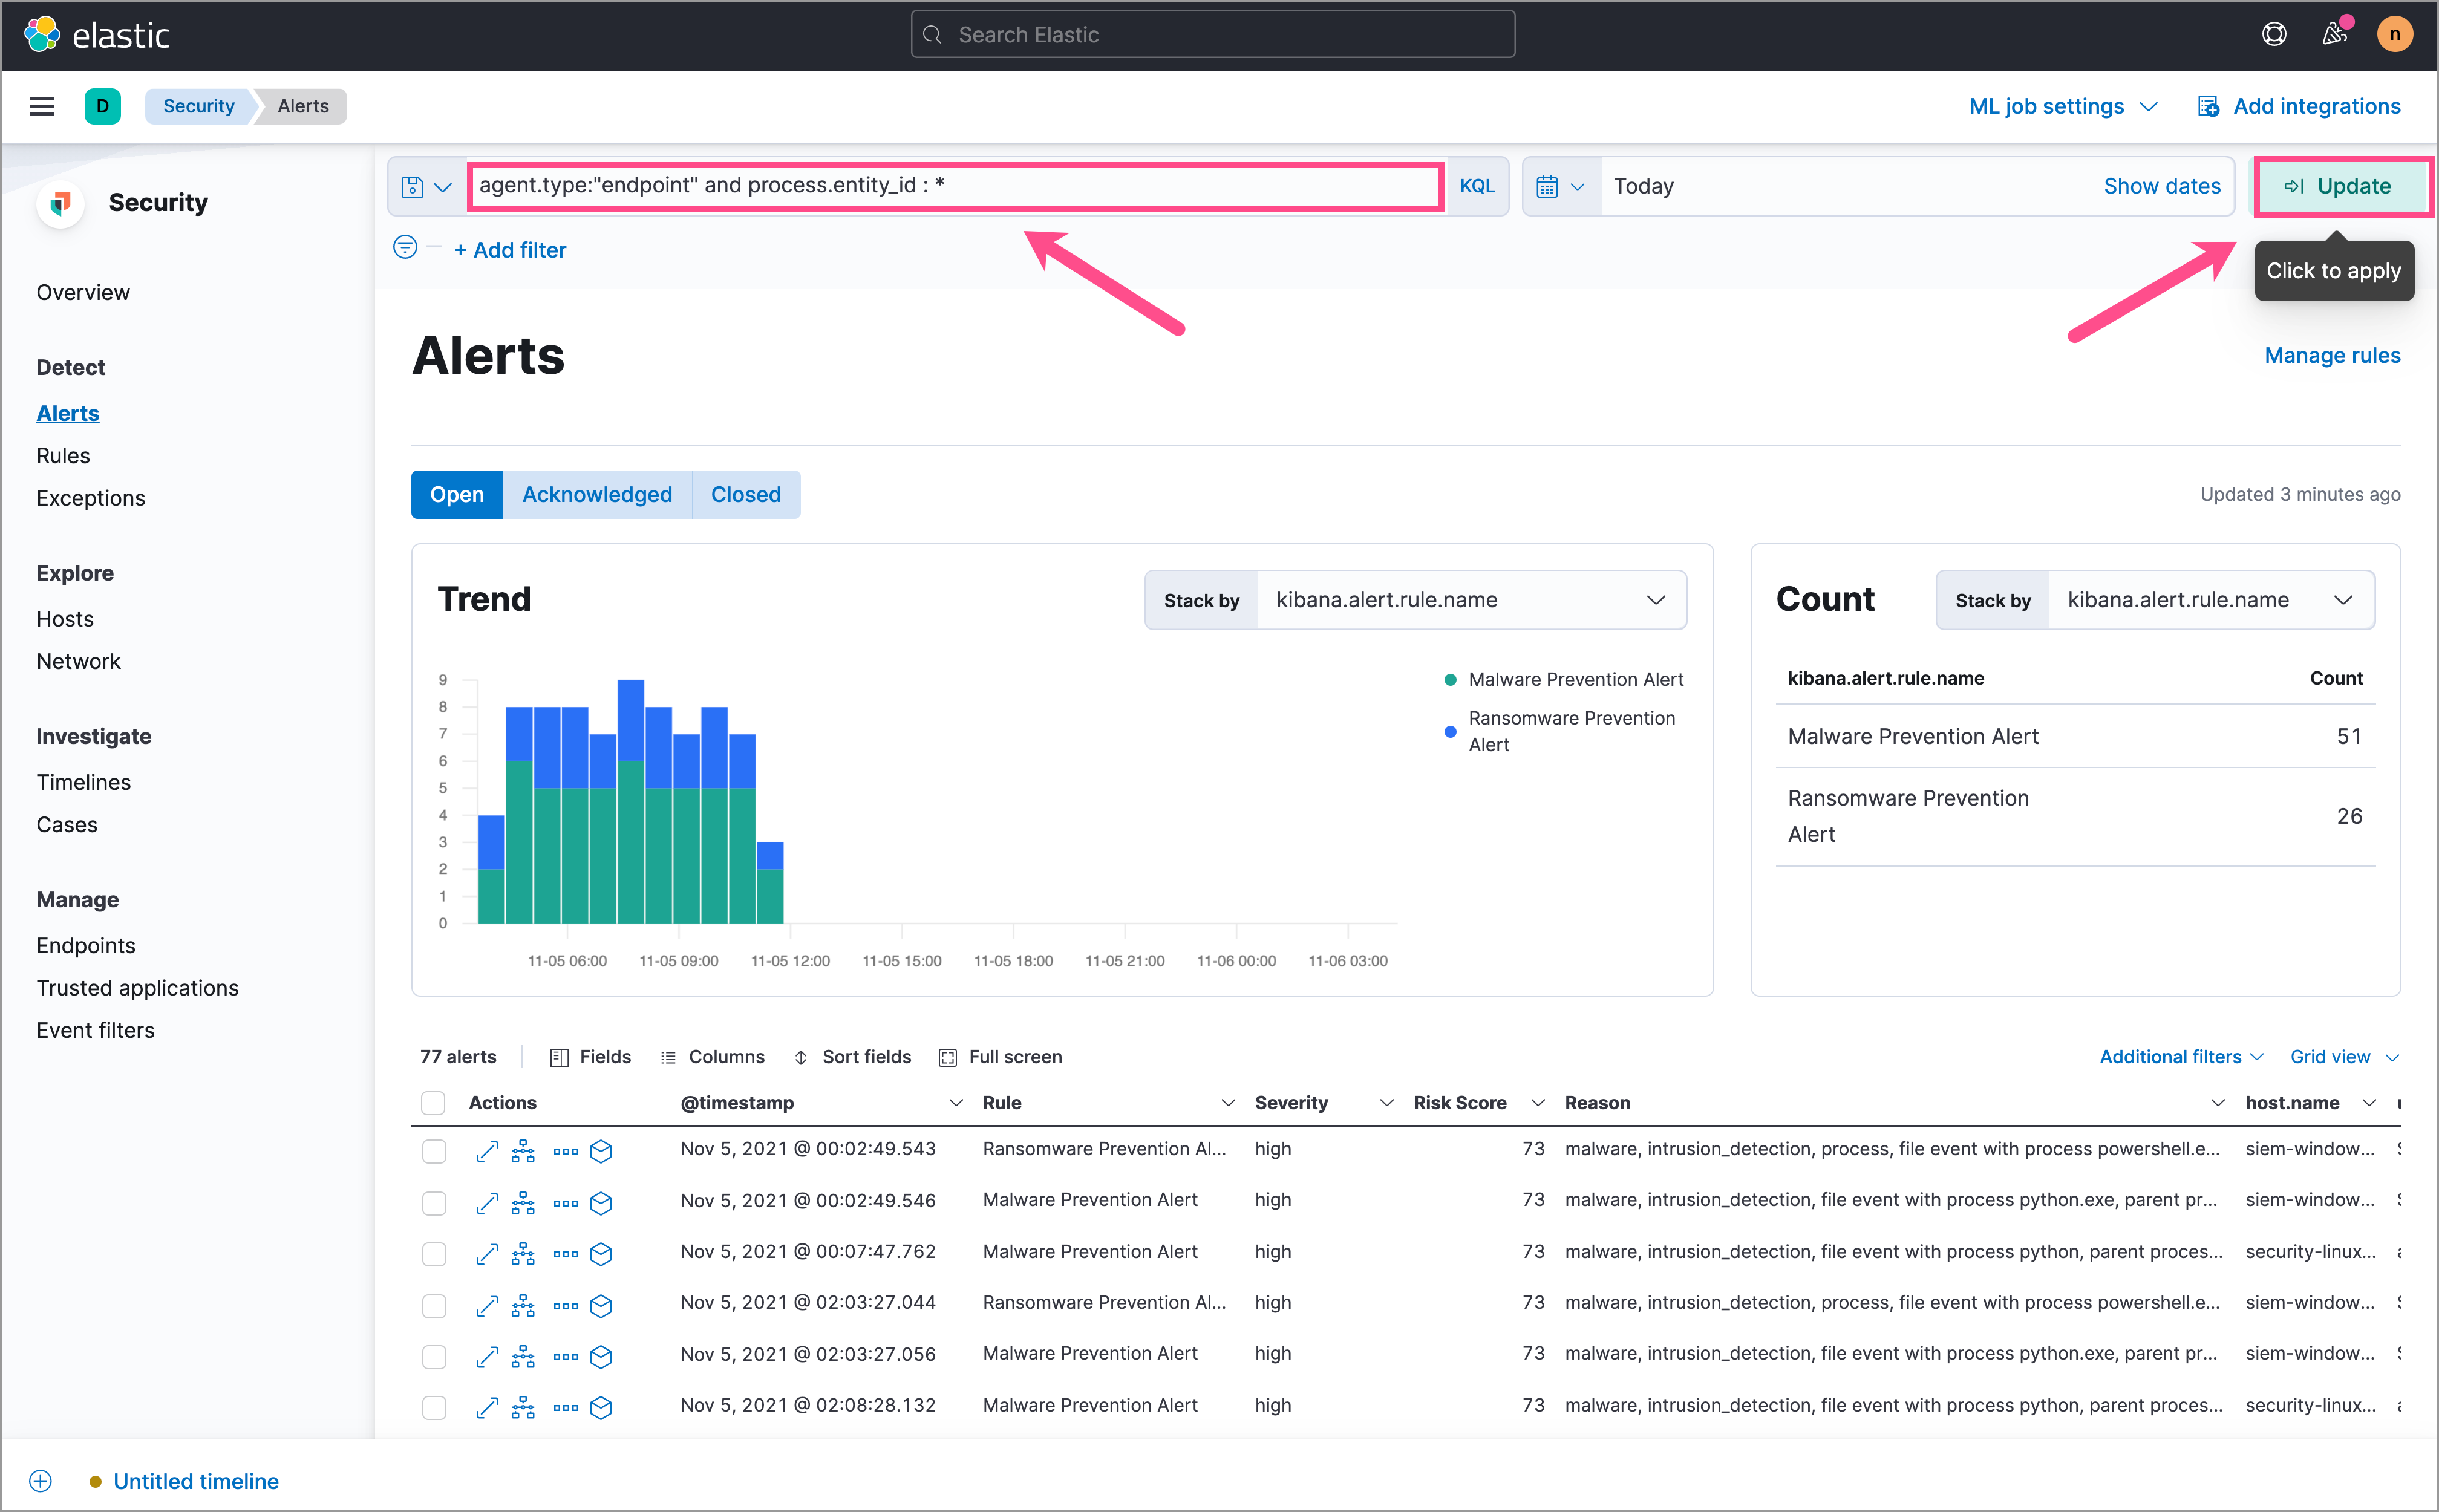 elastic
Search Elastic
n
D
Security
Alerts
ML job settings
Add integrations
Security
agent.type:"endpoint" and process.entity_id : *
KQL
Today
Show dates
Update
+ Add filter
Click to apply
Overview
Detect
Alerts
Rules
Exceptions
Explore
Hosts
Network
Investigate
Timelines
Cases
Manage
Endpoints
Trusted applications
Event filters
Alerts
Manage rules
Open
Acknowledged
Closed
Updated 3 minutes ago
Trend
Stack by
kibana.alert.rule.name
9
8
7
6
5
4
3
2
1
0
11-05 06:00
11-05 09:00
11-05 12:00
11-05 15:00
11-05 18:00
11-05 21:00
11-06 00:00
11-06 03:00
Malware Prevention Alert
Ransomware Prevention
Alert
Count
Stack by
kibana.alert.rule.name
kibana.alert.rule.name Count
Malware Prevention Alert 51
Ransomware Prevention
Alert
26
77 alerts
Fields
Columns
Sort fields
Full screen
Additional filters
Grid view
Actions @timestamp Rule Severity Risk Score Reason host.name
Nov 5, 2021 @ 00:02:49.543 Ransomware Prevention Al... high 73 malware, intrusion_detection, process, file event with process powershell.e... siem-window...
Nov 5, 2021 @ 00:02:49.546 Malware Prevention Alert high 73 malware, intrusion_detection, file event with process python.exe, parent pr... siem-window...
Nov 5, 2021 @ 00:07:47.762 Malware Prevention Alert high 73 malware, intrusion_detection, file event with process python, parent proces... security-linux...
Nov 5, 2021 @ 02:03:27.044 Ransomware Prevention Al... high 73 malware, intrusion_detection, process, file event with process powershell.e... siem-window...
Nov 5, 2021 @ 02:03:27.056 Malware Prevention Alert high 73 malware, intrusion_detection, file event with process python.exe, parent pr... siem-window...
Nov 5, 2021 @ 02:08:28.132 Malware Prevention Alert high 73 malware, intrusion_detection, file event with process python, parent proces... security-linux...
Untitled timeline